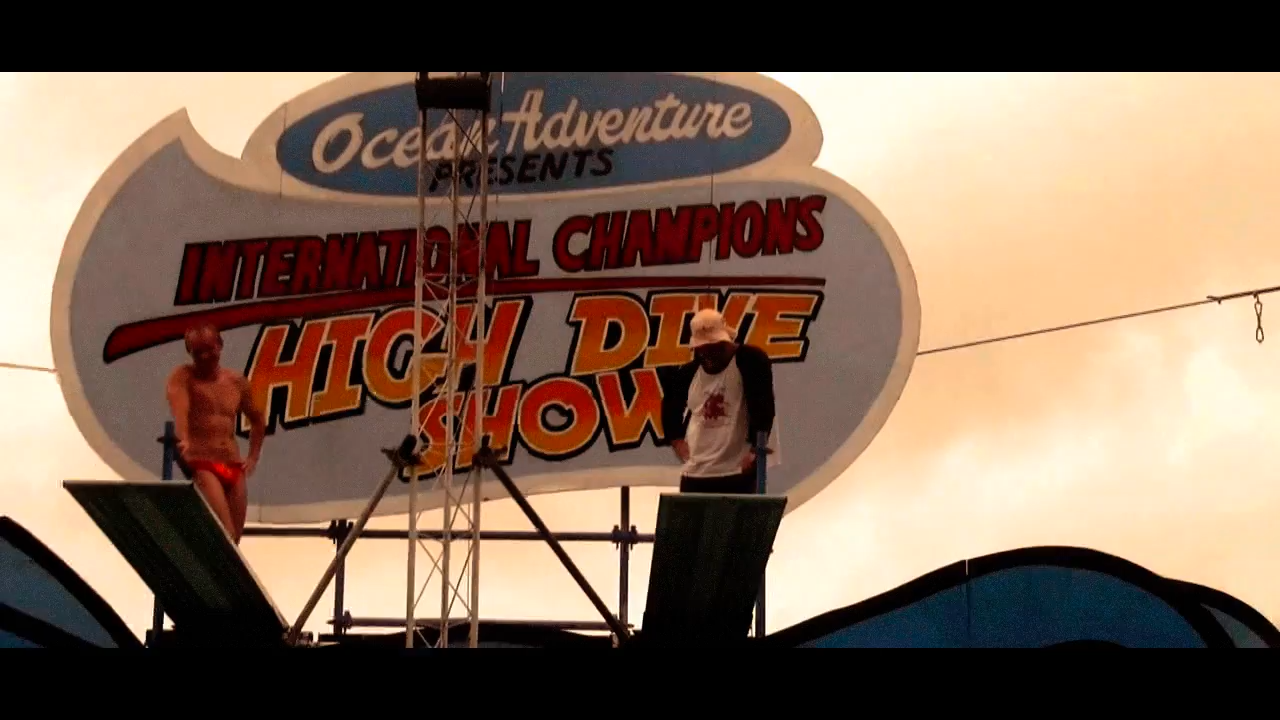 Ocean Adventure
PRESENTS
INTERNATIONAL CHAMPIONS
HIGH DIVE
SHOW